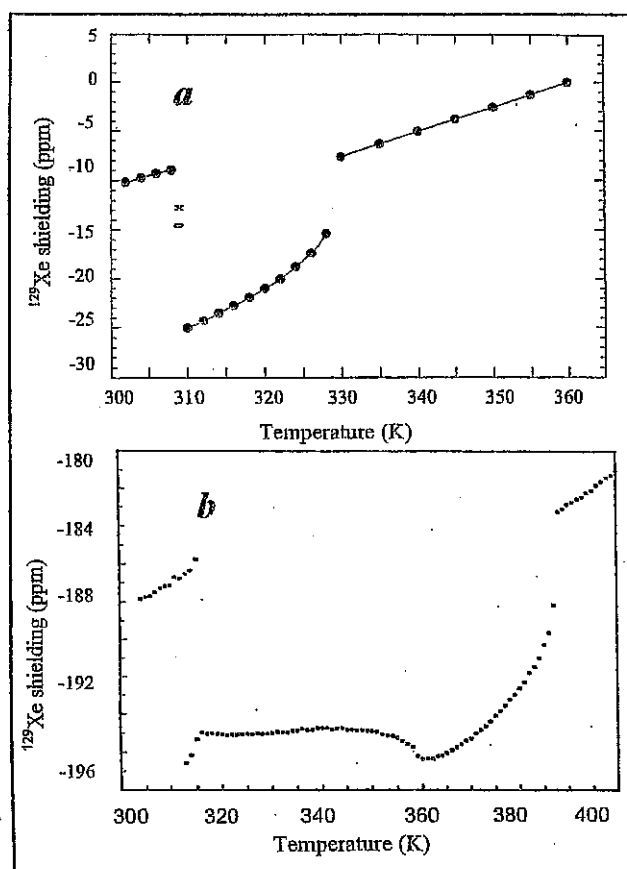 5
0
-5
-10
-15
-20
-25
-30
a
¹²⁹Xe shielding (ppm)
300 310 320 330 340 350 360
Temperature (K)
-180
-184
-188
-192
-196
b
¹²⁹Xe shielding (ppm)
300 320 340 360 380 400
Temperature (K)